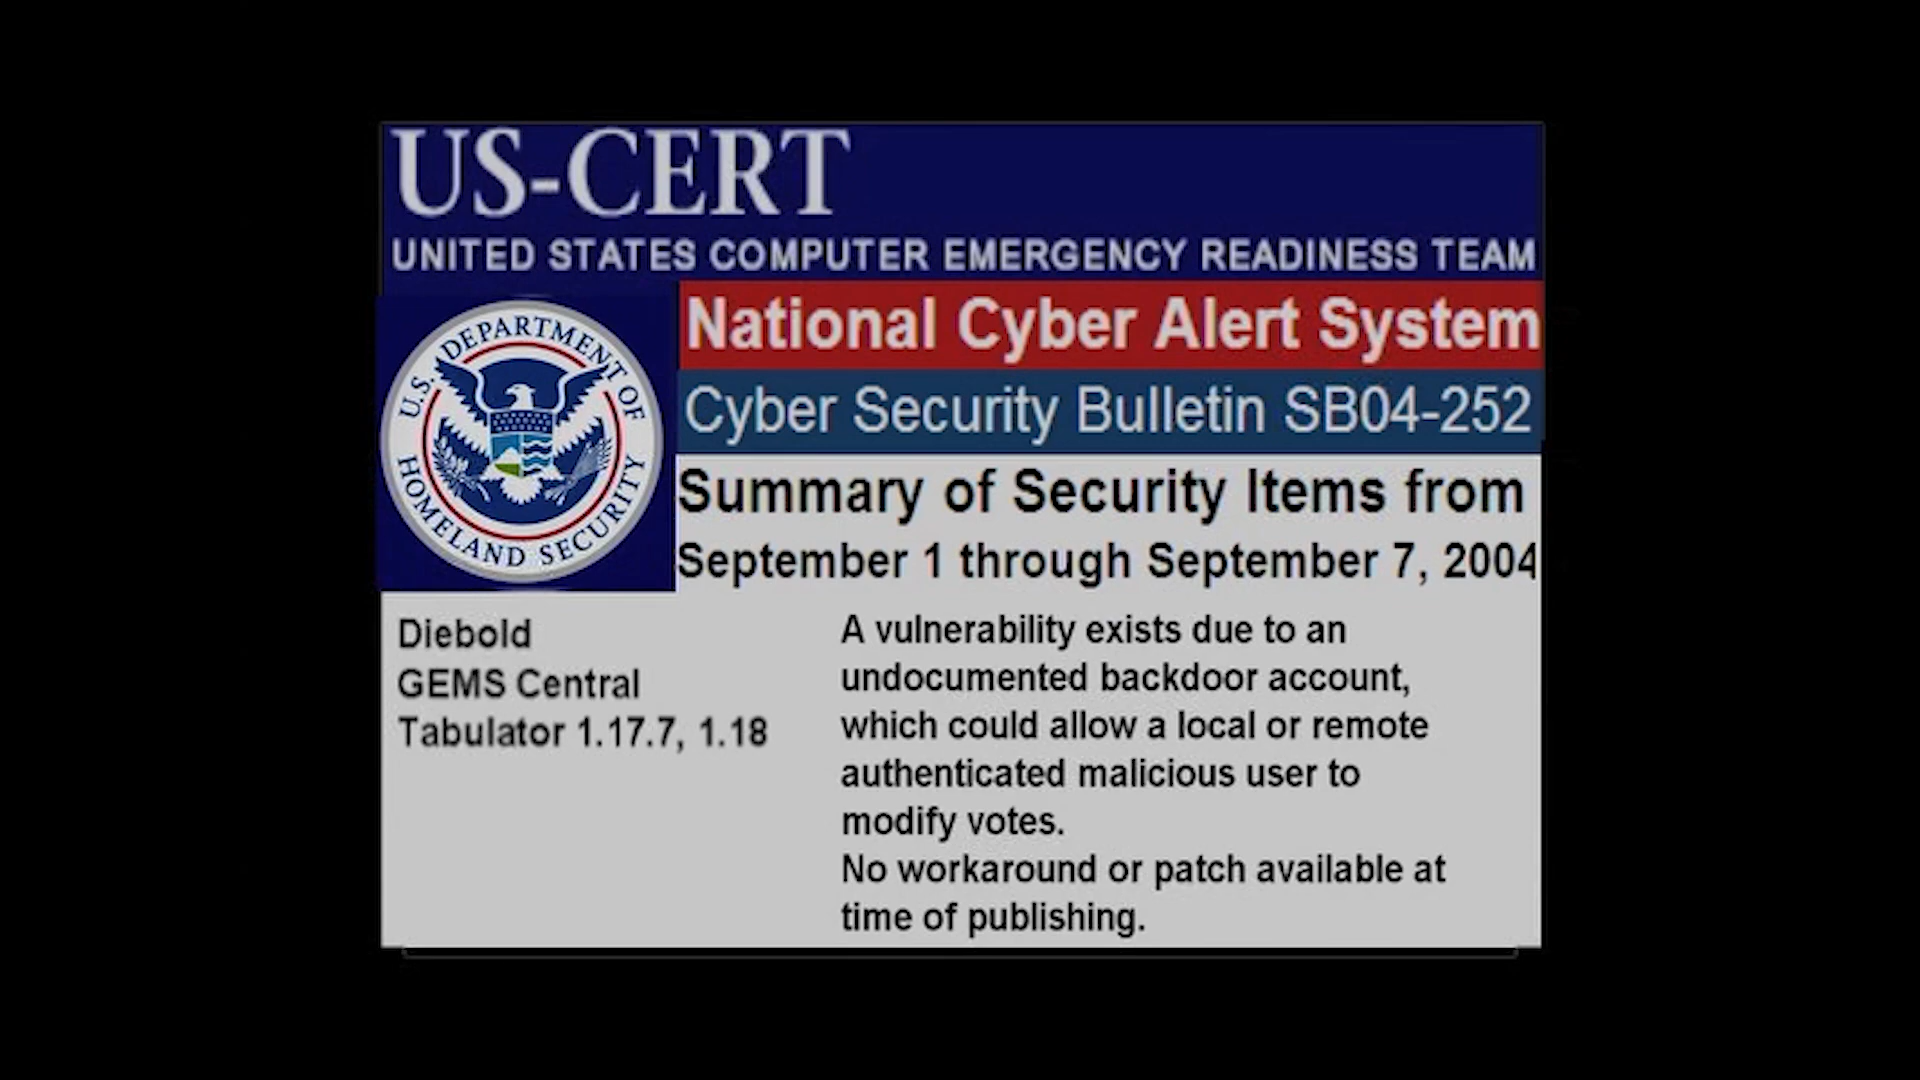 US-CERT
UNITED STATES COMPUTER EMERGENCY READINESS TEAM
National Cyber Alert System
Cyber Security Bulletin SB04-252
Summary of Security Items from
September 1 through September 7, 2004
U.S. DEPARTMENT OF
HOMELAND SECURITY
Diebold
GEMS Central
Tabulator 1.17.7, 1.18
A vulnerability exists due to an
undocumented backdoor account,
which could allow a local or remote
authenticated malicious user to
modify votes.
No workaround or patch available at
time of publishing.